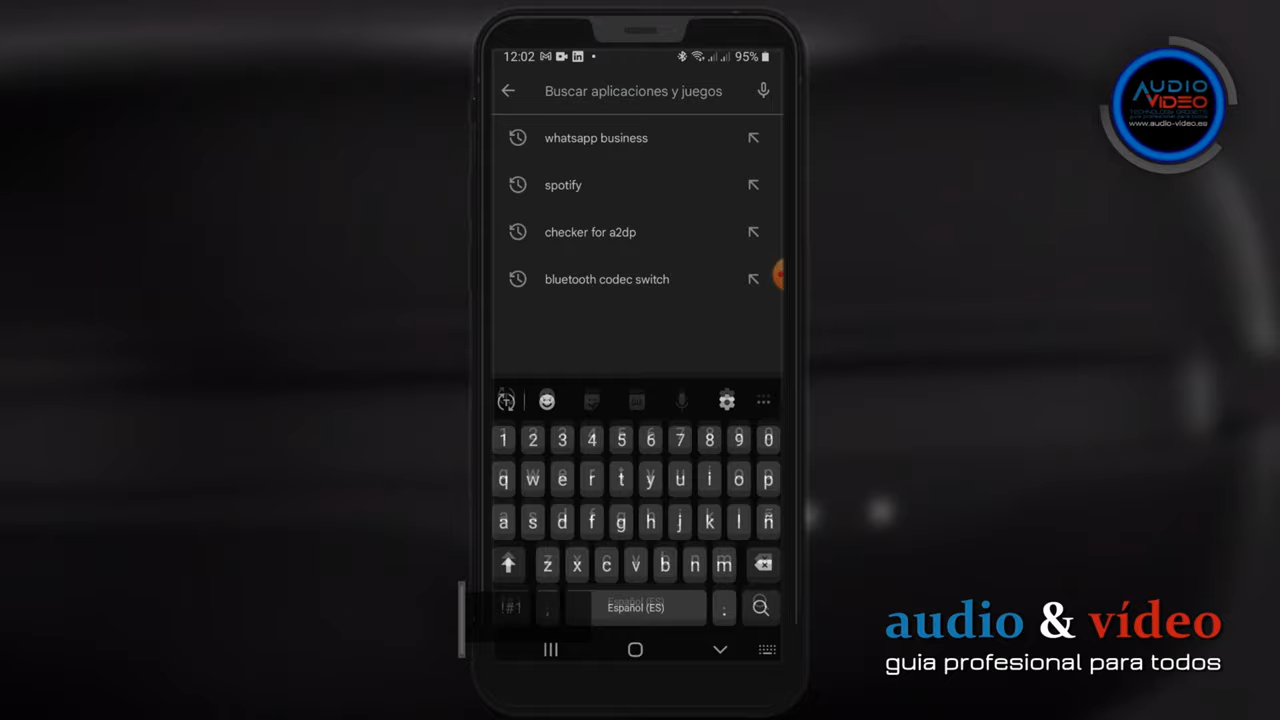 12:02 95%
Buscar aplicaciones y juegos
whatsapp business
spotify
checker for a2dp
bluetooth codec switch
1 2 3 4 5 6 7 8 9 0
q w e r t y u i o p
a s d f g h j k l ñ
z x c v b n m
!#1 , Español (ES) .
AUDIO
VIDEO
www.audio-video.es
audio & vídeo
guia profesional para todos